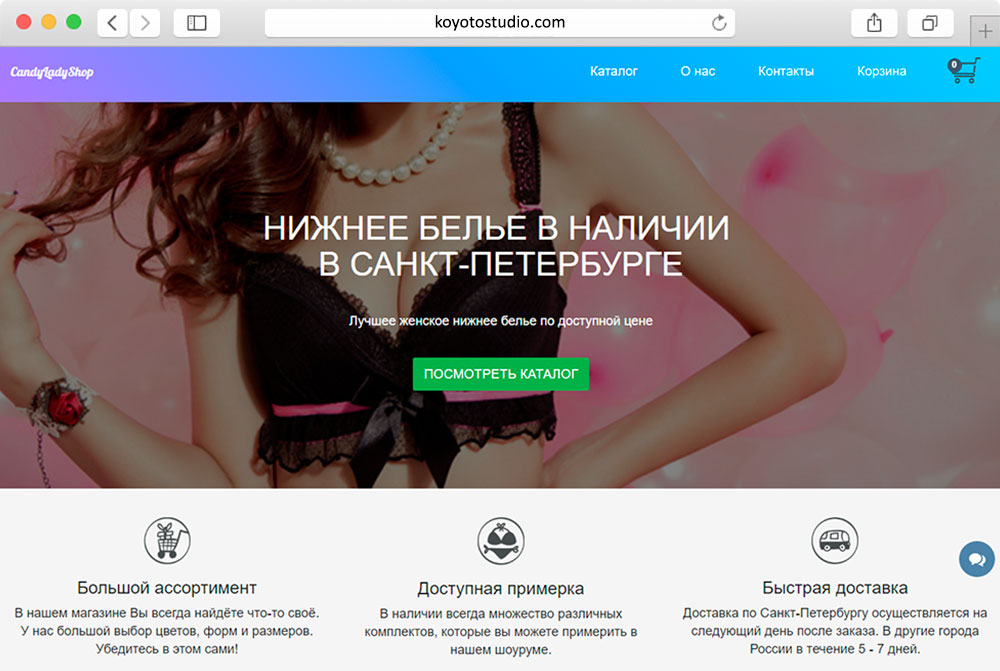 koyotostudio.com
CandyLadyShop
Каталог
О нас
Контакты
Корзина
0
НИЖНЕЕ БЕЛЬЕ В НАЛИЧИИ
В САНКТ-ПЕТЕРБУРГЕ
Лучшее женское нижнее белье по доступной цене
ПОСМОТРЕТЬ КАТАЛОГ
Большой ассортимент
В нашем магазине Вы всегда найдёте что-то своё.
У нас большой выбор цветов, форм и размеров.
Убедитесь в этом сами!
Доступная примерка
В наличии всегда множество различных
комплектов, которые вы можете примерить в
нашем шоуруме.
Быстрая доставка
Доставка по Санкт-Петербургу осуществляется на
следующий день после заказа. В другие города
России в течение 5 - 7 дней.